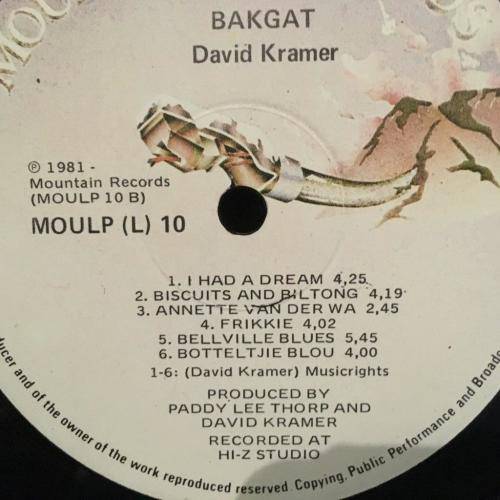 BAKGAT
David Kramer
℗ 1981 -
Mountain Records
(MOULP 10 B)
MOULP (L) 10
1. I HAD A DREAM 4,25
2. BISCUITS AND BILTONG 4,19
3. ANNETTE VAN DER WA 2,45
4. FRIKKIE 4,02
5. BELLVILLE BLUES 5,45
6. BOTTELTJIE BLOU 4,00
1-6: (David Kramer) Musicrights
PRODUCED BY
PADDY LEE THORP AND
DAVID KRAMER
RECORDED AT
HI-Z STUDIO
ucer and of the owner of the work reproduced reserved. Copying, Public Performance and Broad